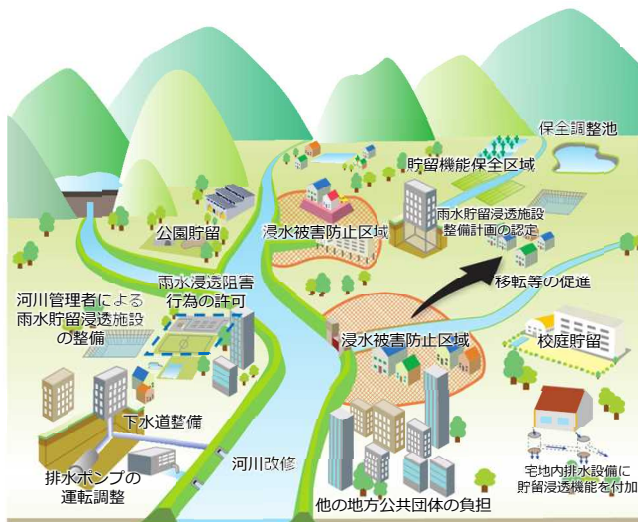 保全調整池
貯留機能保全区域
雨水貯留浸透施設
整備計画の認定
公園貯留
浸水被害防止区域
移転等の促進
雨水浸透阻害
行為の許可
河川管理者による
雨水貯留浸透施設
の整備
浸水被害防止区域
校庭貯留
下水道整備
排水ポンプの
運転調整
河川改修
他の地方公共団体の負担
宅地内排水設備に
貯留浸透機能を付加